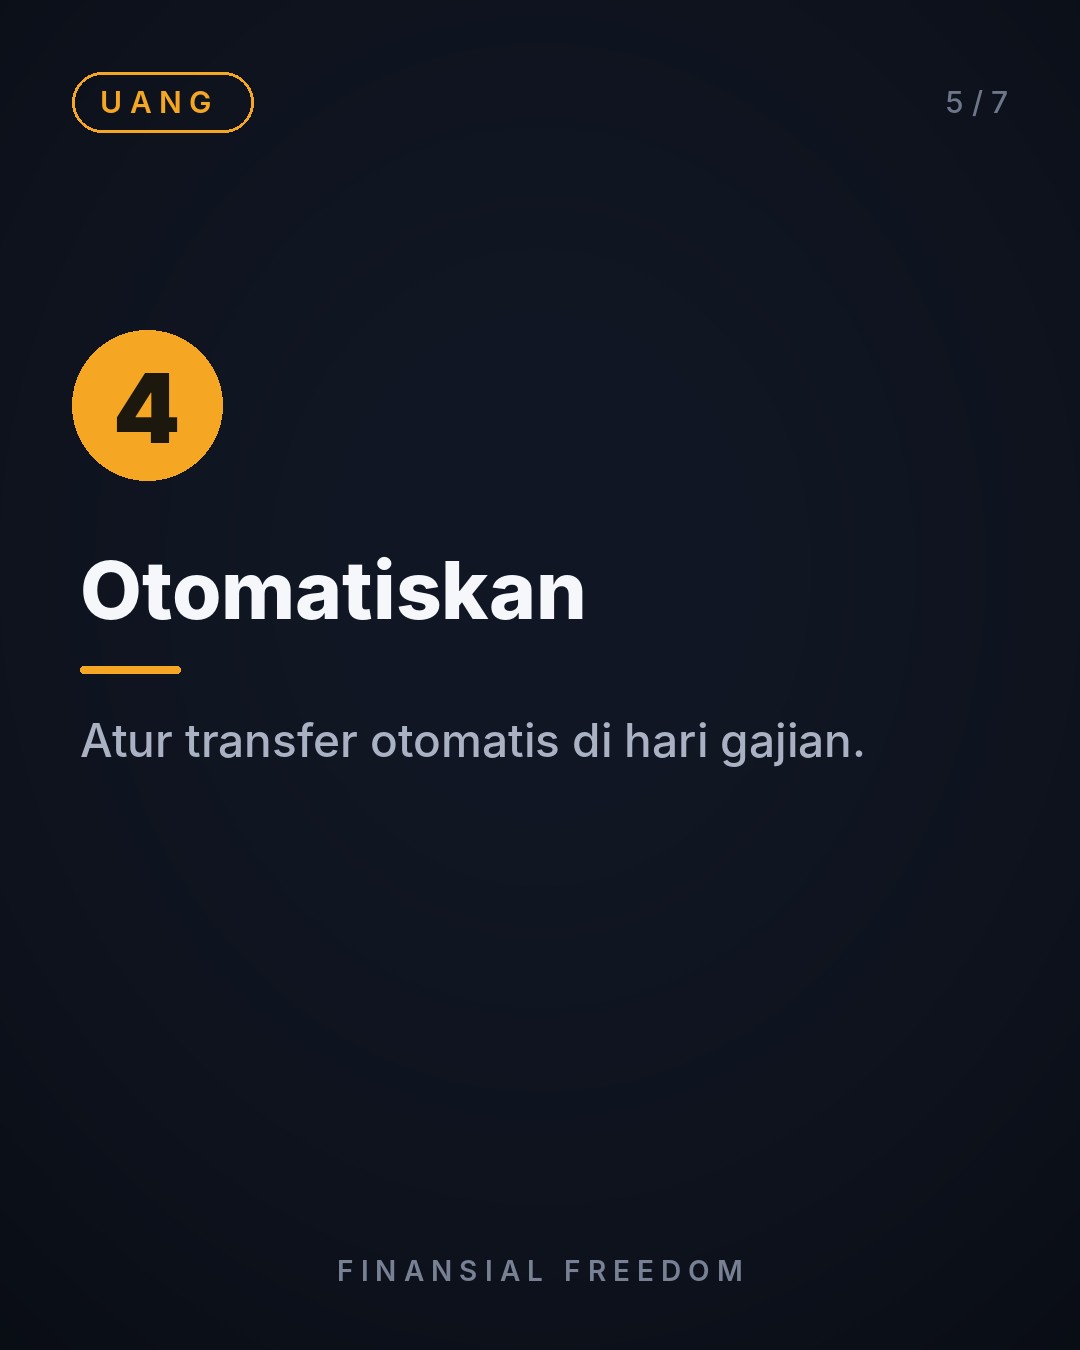 UANG
5 / 7
4
Otomatiskan
Atur transfer otomatis di hari gajian.
FINANSIAL FREEDOM